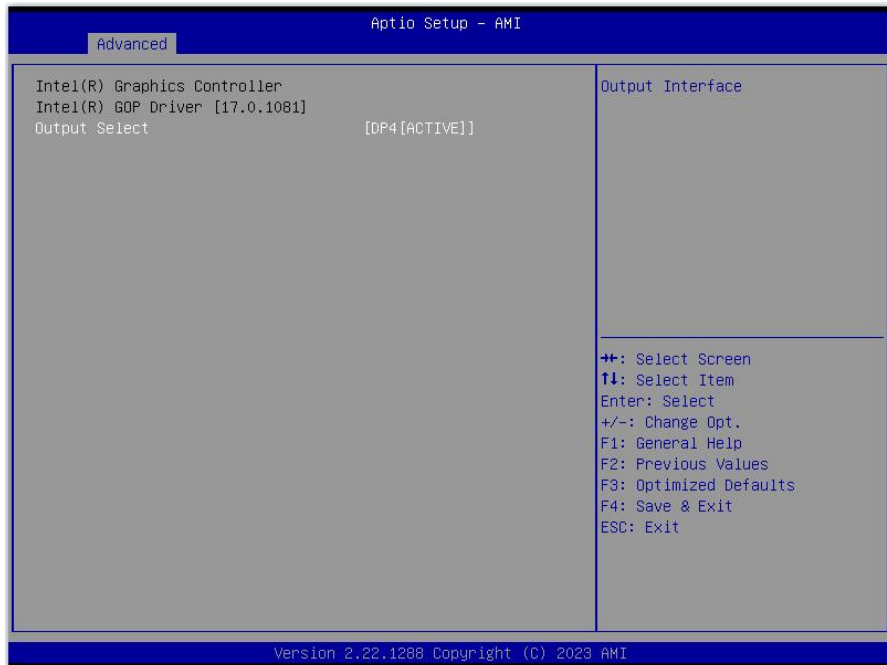 Aptio Setup - AMI
Advanced
Intel(R) Graphics Controller
Intel(R) GOP Driver [17.0.1081]
Output Select [DP4[ACTIVE]]
Output Interface
→←: Select Screen
↑↓: Select Item
Enter: Select
+/-: Change Opt.
F1: General Help
F2: Previous Values
F3: Optimized Defaults
F4: Save & Exit
ESC: Exit
Version 2.22.1288 Copyright (C) 2023 AMI